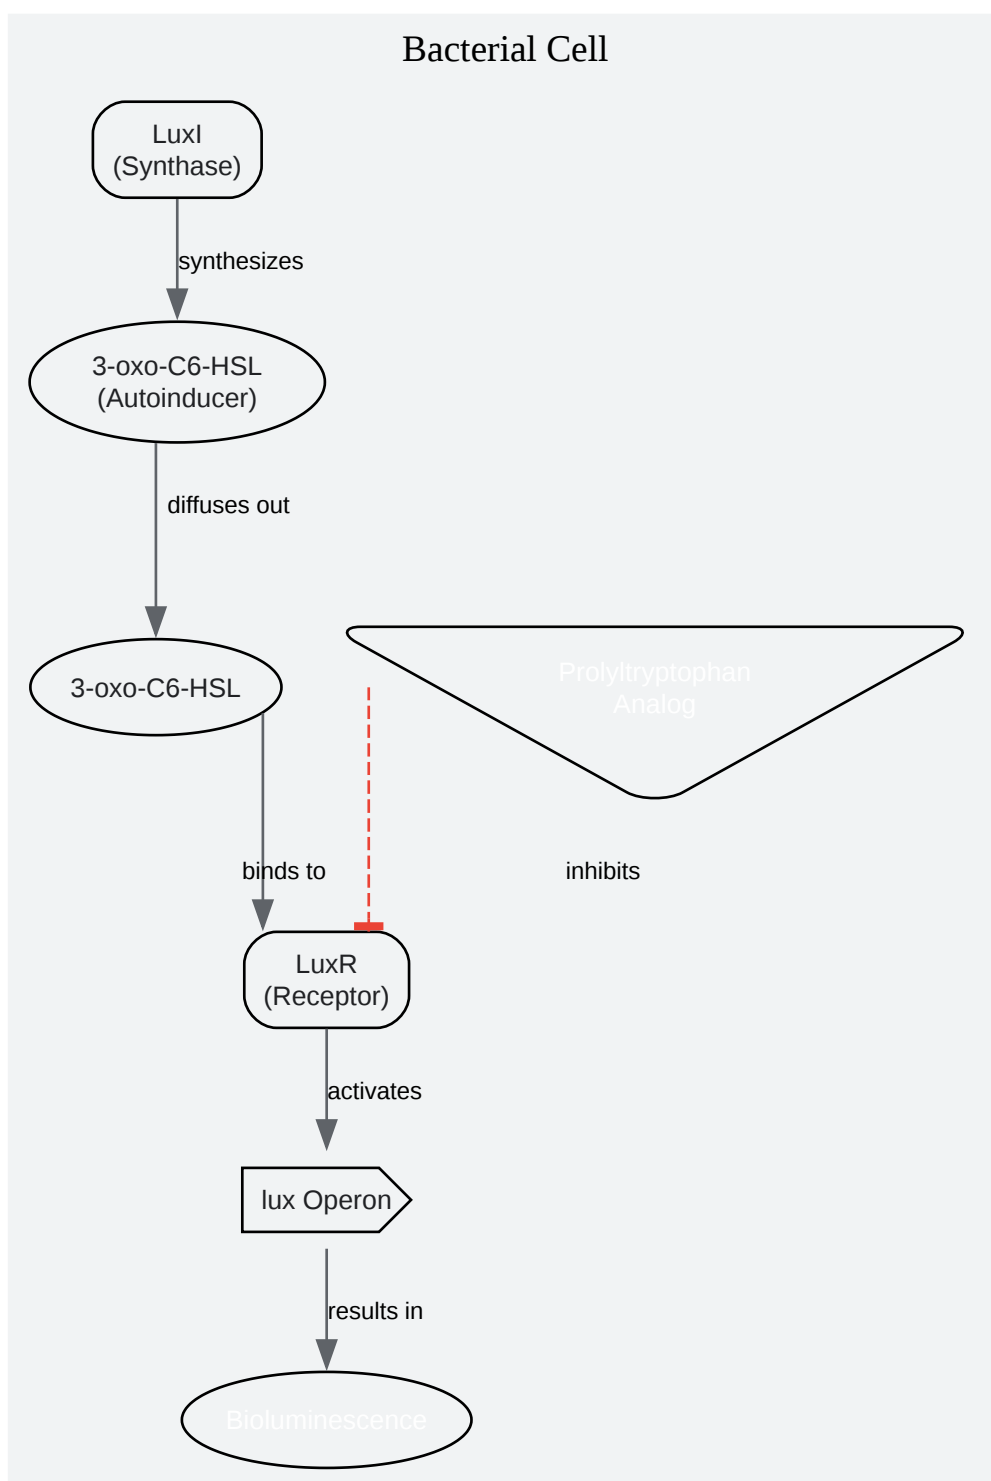 Bacterial Cell
LuxI
(Synthase)
synthesizes
3-oxo-C6-HSL
(Autoinducer)
diffuses out
3-oxo-C6-HSL
Prolyltryptophan
Analog
binds to
inhibits
LuxR
(Receptor)
activates
lux Operon
results in
Bioluminescence